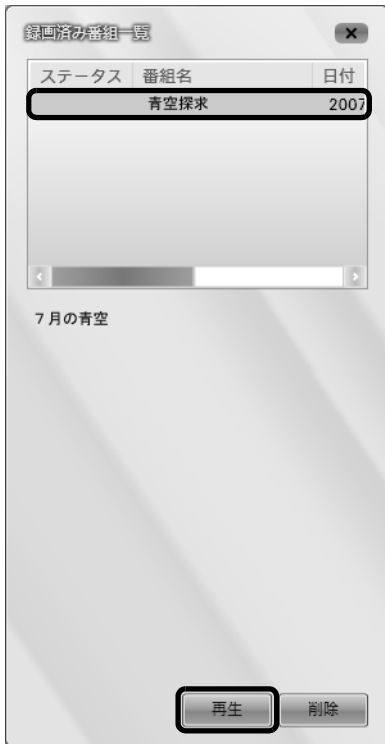 録画済み番組一覧
ステータス 番組名 日付
青空探求 2007
7月の青空
再生 削除